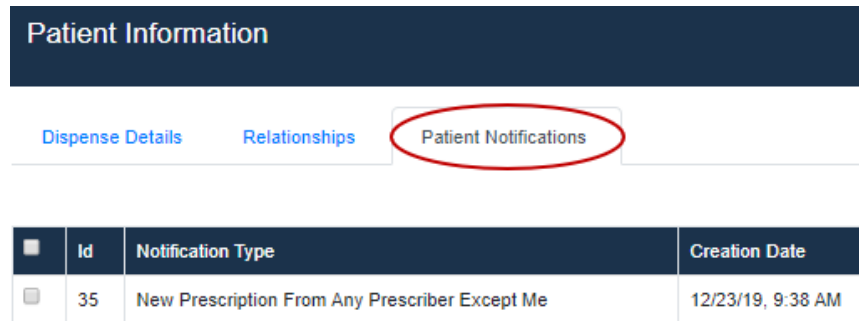 Patient Information
Dispense Details Relationships Patient Notifications
Id Notification Type Creation Date
35 New Prescription From Any Prescriber Except Me 12/23/19, 9:38 AM